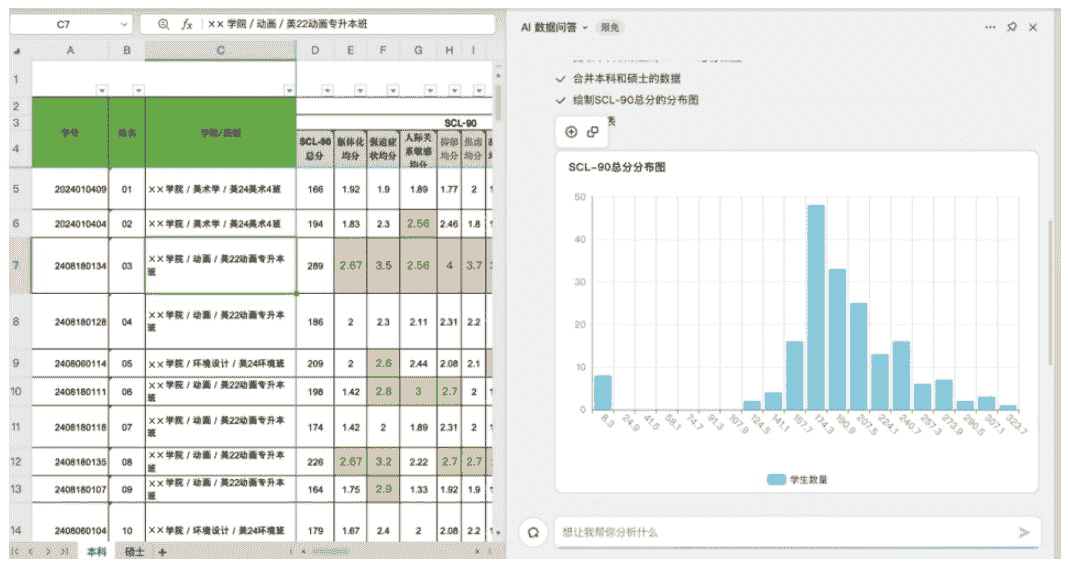 C7
fx ×× 学院 / 动画 / 美22动画专升本班
A B C D E F G H I
1
2
3 SCL-90
4 学号 姓名 学院/班级 SCL-90总分 躯体化均分 强迫症状均分 人际关系敏感均分 抑郁均分 焦虑均分
5 2024010409 01 ××学院 / 美术学 / 美24美术4班 166 1.92 1.9 1.89 1.77 2
6 2024010404 02 ××学院 / 美术学 / 美24美术4班 194 1.83 2.3 2.56 2.46 1.8
7 2408180134 03 ××学院 / 动画 / 美22动画专升本班 289 2.67 3.5 2.56 4 3.7
8 2408180128 04 ××学院 / 动画 / 美22动画专升本班 186 2 2.3 2.11 2.31 2.2
9 2408060114 05 ××学院 / 环境设计 / 美24环境班 209 2 2.6 2.44 2.08 2.1
10 2408180111 06 ××学院 / 动画 / 美22动画专升本班 198 1.42 2.8 3 2.7 2
11 2408180118 07 ××学院 / 动画 / 美22动画专升本班 174 1.42 2 1.89 2.31 2
12 2408180135 08 ××学院 / 动画 / 美22动画专升本班 226 2.67 3.2 2.22 2.7 2.7
13 2408180107 09 ××学院 / 动画 / 美22动画专升本班 164 1.75 2.9 1.33 1.92 1.9
14 2408060104 10 ××学院 / 环境设计 / 美24环境班 179 1.67 2.4 2 2.08 2.2
本科 硕士 +
AI 数据问答 限免
合并本科和硕士的数据
绘制SCL-90总分的分布图
表
SCL-90总分分布图
50
40
30
20
10
0
8.3 24.9 41.5 58.1 74.7 91.3 107.9 124.5 141.1 157.7 174.3 190.9 207.5 224.1 240.7 257.3 273.9 290.5 307.1 323.7
学生数量
想让我帮你分析什么